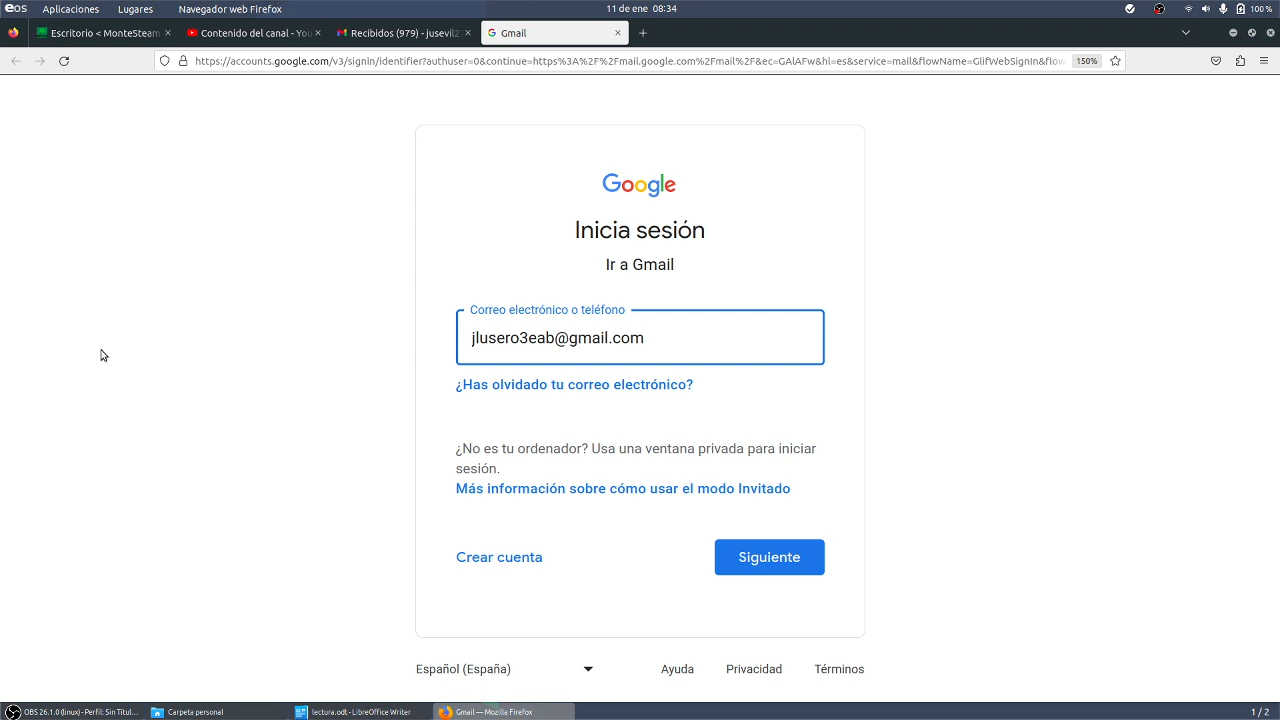 eos Aplicaciones Lugares Navegador web Firefox 11 de ene 08:34 100 %
Escritorio < MonteSteam Contenido del canal - You Recibidos (979) - jusevil2 Gmail
https://accounts.google.com/v3/signin/identifier?authuser=0&continue=https%3A%2F%2Fmail.google.com%2Fmail%2F&ec=GAlAFw&hl=es&service=mail&flowName=GlifWebSignIn&flow 150%
Google
Inicia sesión
Ir a Gmail
Correo electrónico o teléfono
jlusero3eab@gmail.com
¿Has olvidado tu correo electrónico?
¿No es tu ordenador? Usa una ventana privada para iniciar
sesión.
Más información sobre cómo usar el modo Invitado
Crear cuenta Siguiente
Español (España) Ayuda Privacidad Términos
OBS 26.1.0 (linux) - Perfil: Sin Titul... Carpeta personal lectura.odt - LibreOffice Writer Gmail — Mozilla Firefox 1 / 2